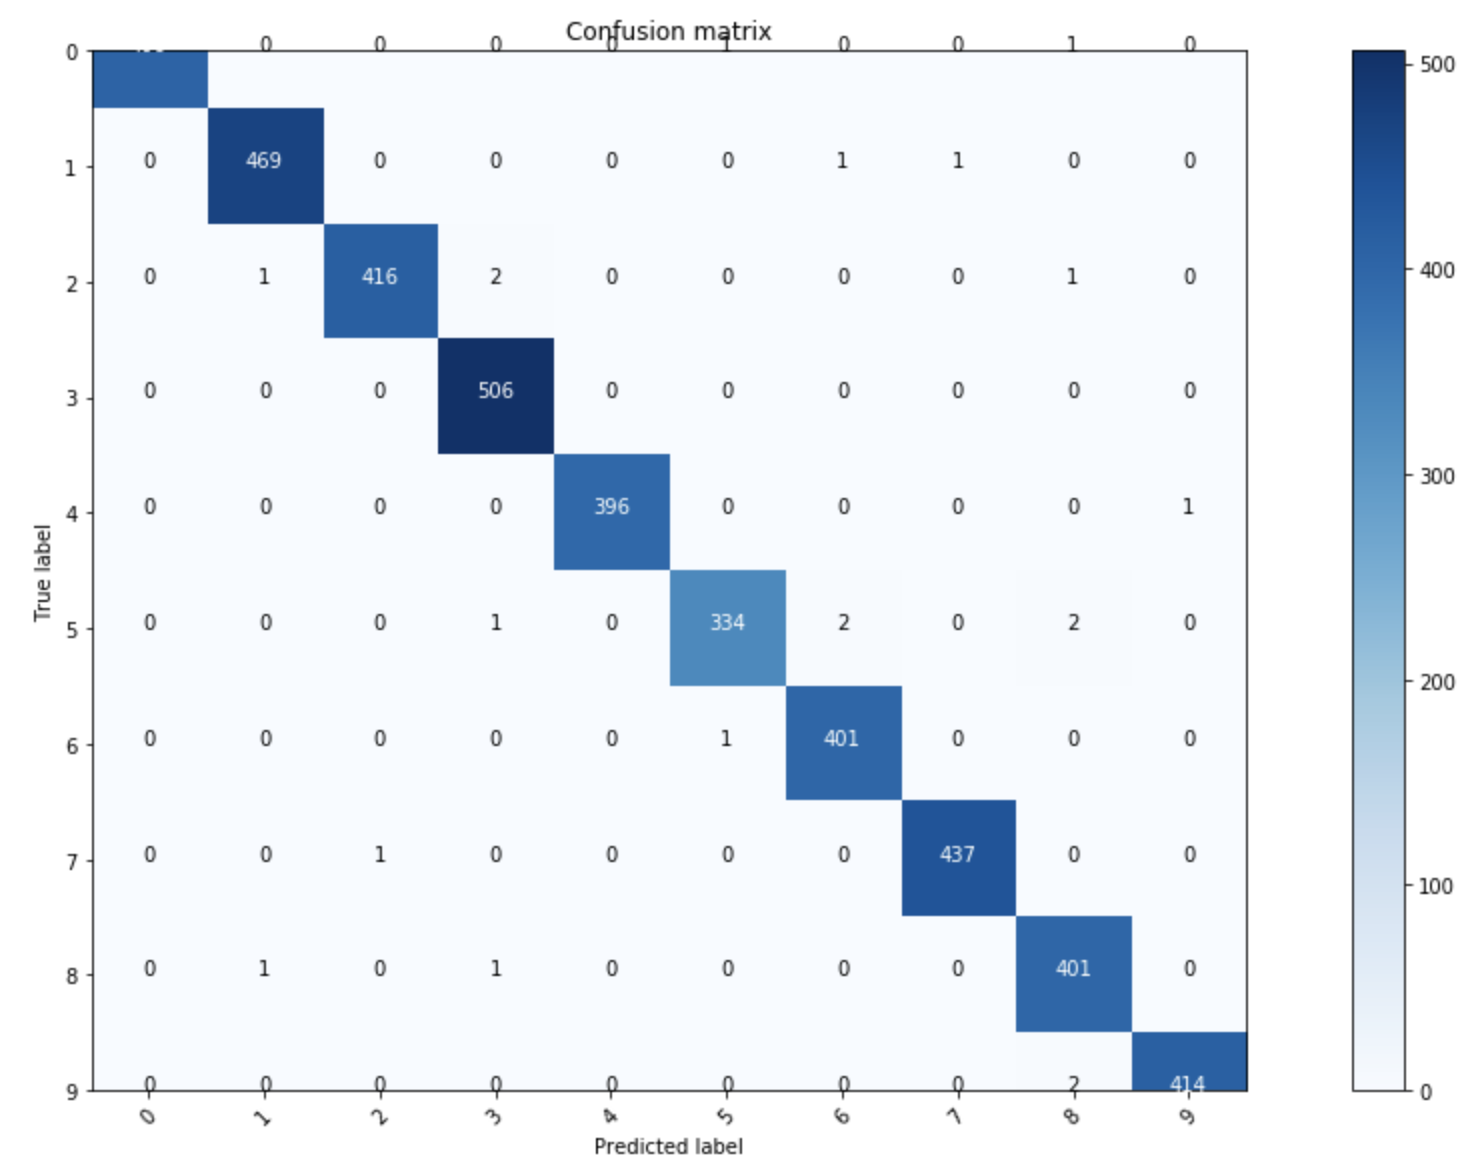 Confusion matrix
0 0 0 0 0 1 0 0 1 0
1 0 469 0 0 0 0 1 1 0 0
2 0 1 416 2 0 0 0 0 1 0
3 0 0 0 506 0 0 0 0 0 0
4 0 0 0 0 396 0 0 0 0 1
5 0 0 0 1 0 334 2 0 2 0
6 0 0 0 0 0 1 401 0 0 0
7 0 0 1 0 0 0 0 437 0 0
8 0 1 0 1 0 0 0 0 401 0
9 0 0 0 0 0 0 0 0 2 414
0 1 2 3 4 5 6 7 8 9
Predicted label
True label
500
400
300
200
100
0